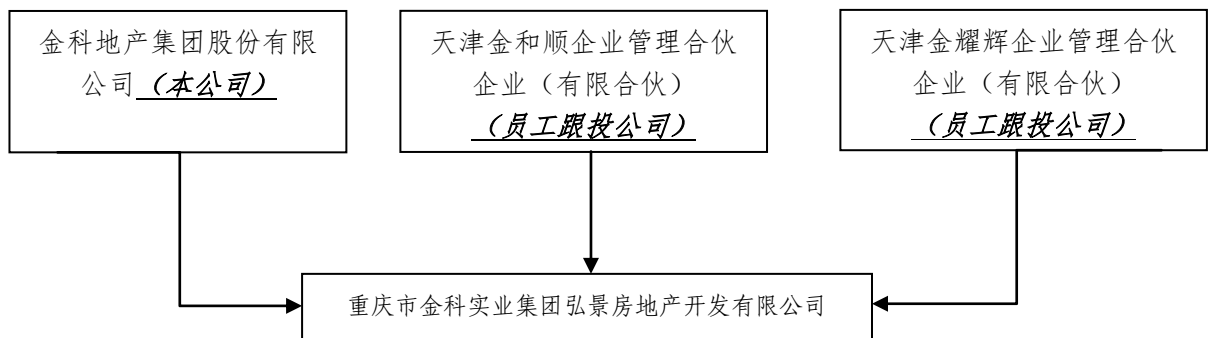 金科地产集团股份有限
公司（本公司）
天津金和顺企业管理合伙
企业（有限合伙）
（员工跟投公司）
天津金耀辉企业管理合伙
企业（有限合伙）
（员工跟投公司）
重庆市金科实业集团弘景房地产开发有限公司